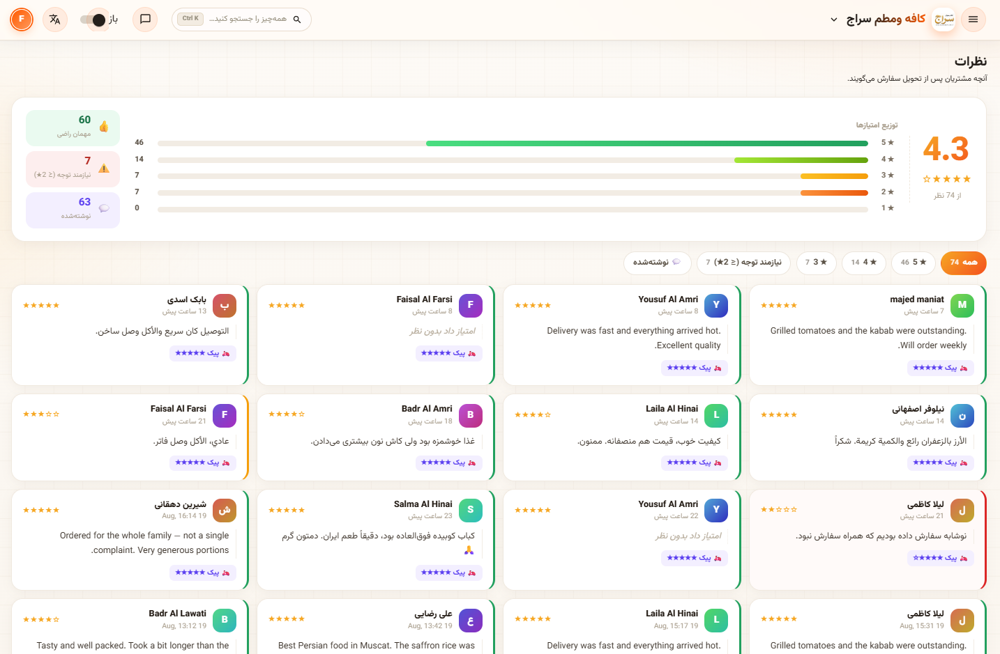 کافه ومطم سراج
همه‌چیز را جستجو کنید...
Ctrl K
باز
F
نظرات
آنچه مشتریان پس از تحویل سفارش می‌گویند.
4.3
★★★★☆
از 74 نظر
توزیع امتیازها
5 ★ 46
4 ★ 14
3 ★ 7
2 ★ 7
1 ★ 0
60
مهمان راضی
7
نیازمند توجه (≤ 2★)
63
نوشته‌شده
همه 74
★ 5 46
★ 4 14
★ 3 7
نیازمند توجه (≤ 2★) 7
نوشته‌شده
M
majed maniat
7 ساعت پیش
★★★★★
Grilled tomatoes and the kabab were outstanding.
Will order weekly.
پیک ★★★★★
Y
Yousuf Al Amri
8 ساعت پیش
★★★★★
Delivery was fast and everything arrived hot.
Excellent quality.
پیک ★★★★★
F
Faisal Al Farsi
8 ساعت پیش
★★★★★
امتیاز داد بدون نظر
پیک ★★★★★
ب
بابک اسدی
13 ساعت پیش
★★★★★
التوصيل كان سريع والأكل وصل ساخن.
پیک ★★★★★
ن
نیلوفر اصفهانی
14 ساعت پیش
★★★★★
الأرز بالزعفران رائع والكمية كريمة. شكراً
پیک ★★★★★
L
Laila Al Hinai
14 ساعت پیش
★★★★☆
کیفیت خوب، قیمت هم منصفانه. ممنون.
پیک ★★★★★
B
Badr Al Amri
18 ساعت پیش
★★★★☆
غذا خوشمزه بود ولی کاش نون بیشتری می‌دادن.
پیک ★★★★★
F
Faisal Al Farsi
21 ساعت پیش
★★★☆☆
عادي، الأكل وصل فاتر.
پیک ★★★★★
ل
لیلا کاظمی
21 ساعت پیش
★★☆☆☆
نوشابه سفارش داده بودیم که همراه سفارش نبود.
پیک ★★★★☆
Y
Yousuf Al Amri
22 ساعت پیش
★★★★★
امتیاز داد بدون نظر
پیک ★★★★★
S
Salma Al Hinai
23 ساعت پیش
★★★★★
کباب کوبیده فوق‌العاده بود، دقیقاً طعم ایران. دمتون گرم
🙏
پیک ★★★★★
ش
شیرین دهقانی
19 Aug, 16:14
★★★★★
Ordered for the whole family — not a single
complaint. Very generous portions.
پیک ★★★★★
ل
لیلا کاظمی
19 Aug, 15:31
★★★★★
Grilled tomatoes and the kabab were outstanding.
L
Laila Al Hinai
19 Aug, 15:17
★★★★★
Delivery was fast and everything arrived hot.
ع
علی رضایی
19 Aug, 13:42
★★★★★
Best Persian food in Muscat. The saffron rice was
B
Badr Al Lawati
19 Aug, 13:12
★★★★☆
Tasty and well packed. Took a bit longer than the